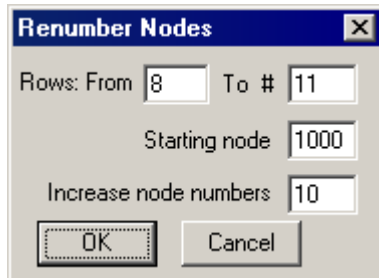 Renumber Nodes
Rows: From 8 To # 11
Starting node 1000
Increase node numbers 10
OK Cancel